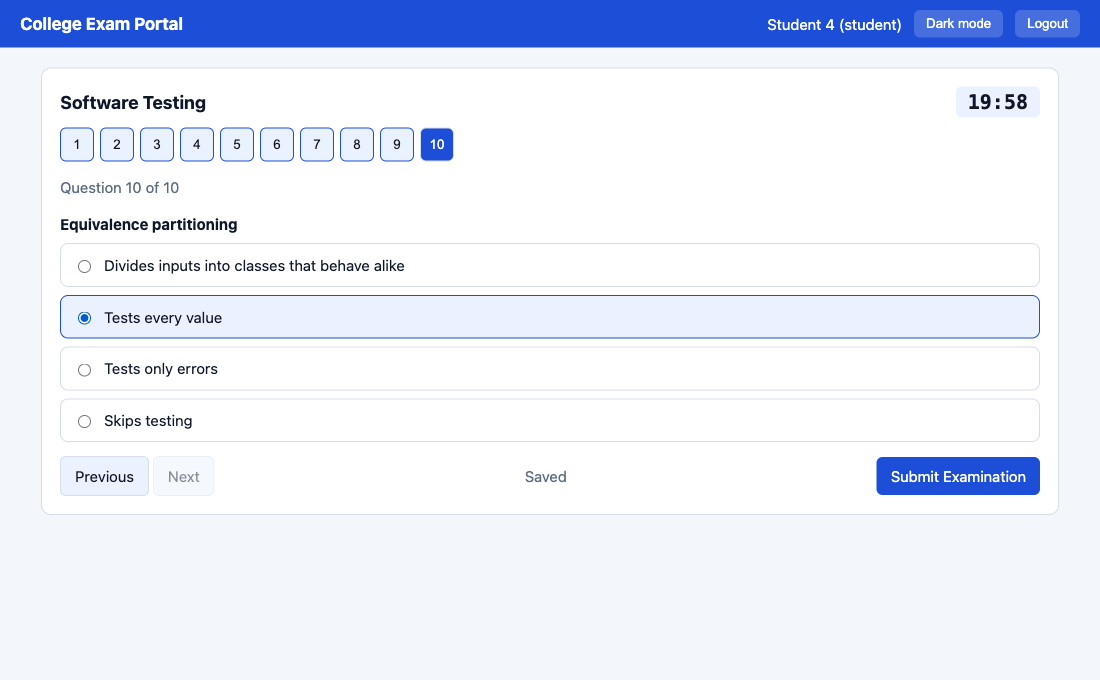 College Exam Portal
Student 4 (student)
Dark mode
Logout
Software Testing
19:58
1 2 3 4 5 6 7 8 9 10
Question 10 of 10
Equivalence partitioning
Divides inputs into classes that behave alike
Tests every value
Tests only errors
Skips testing
Previous
Next
Saved
Submit Examination